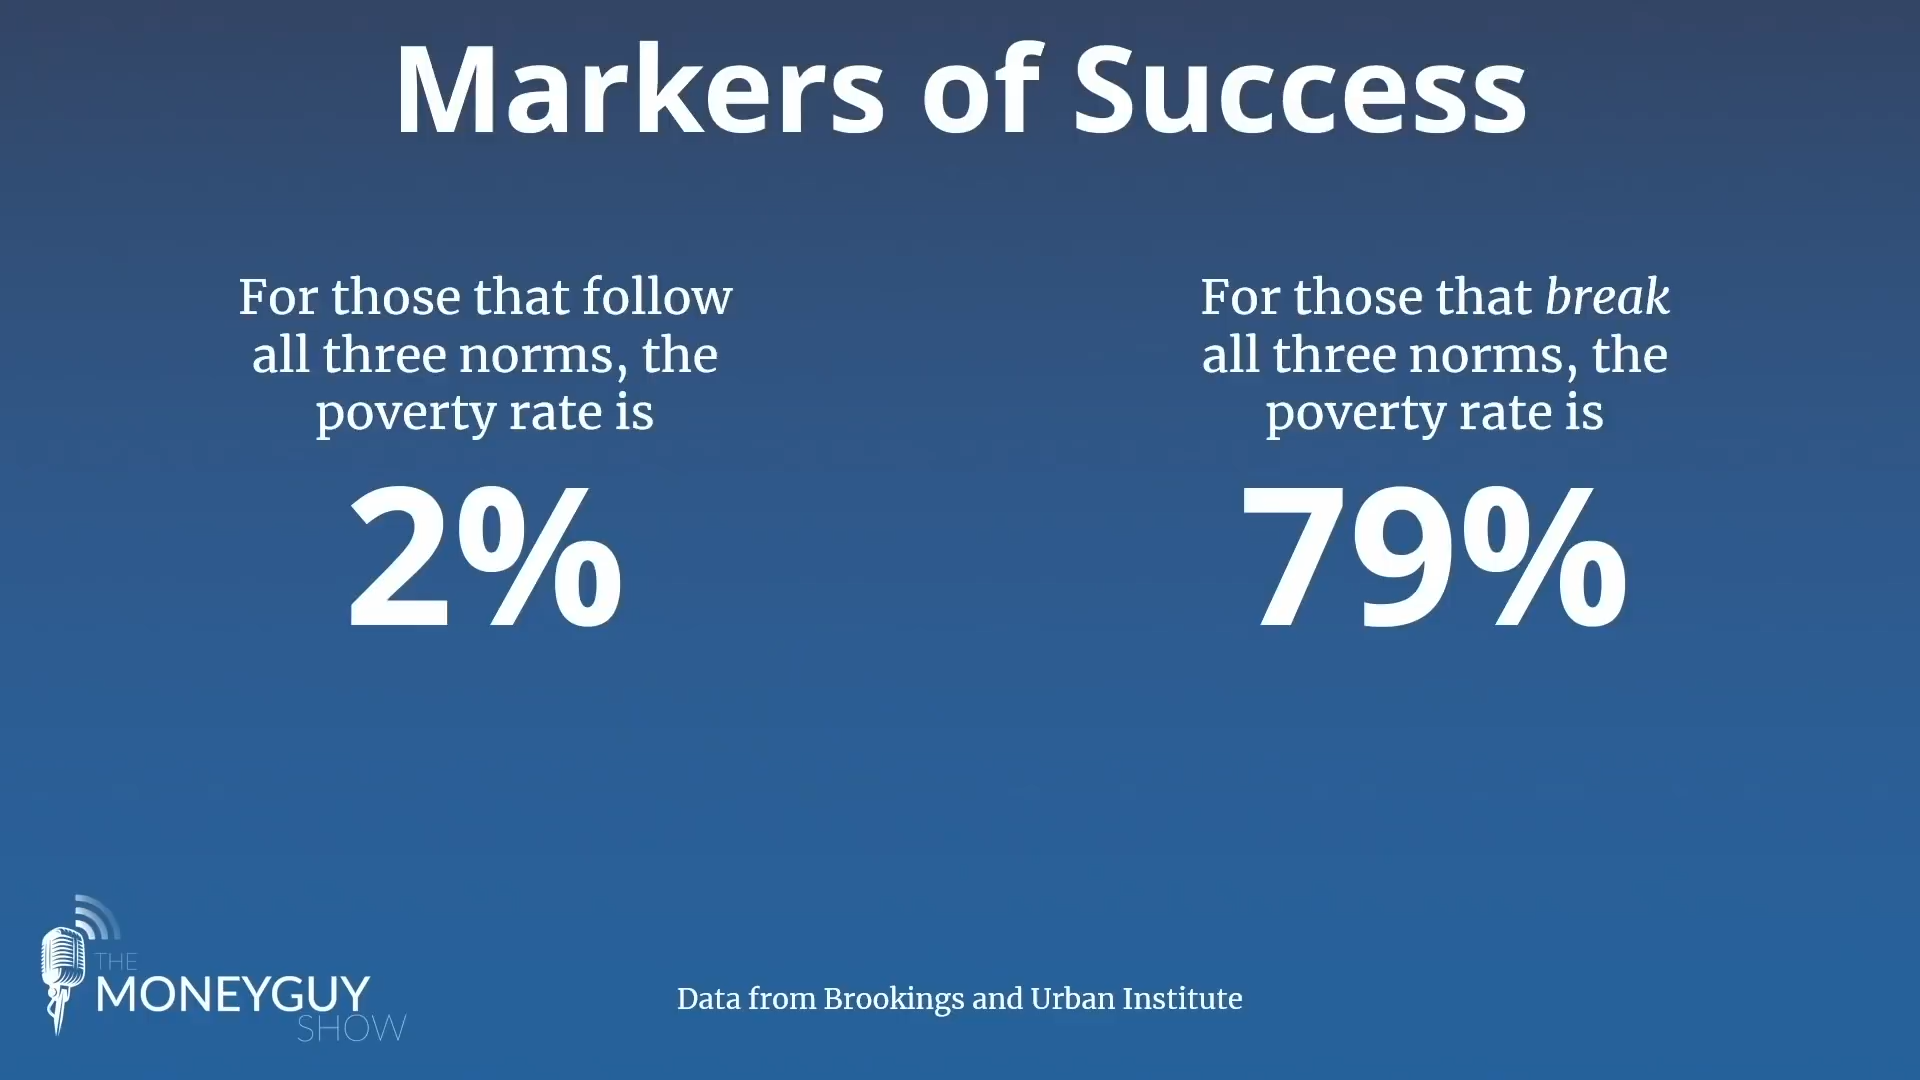 Markers of Success
For those that follow
all three norms, the
poverty rate is
2%
For those that break
all three norms, the
poverty rate is
79%
THE
MONEYGUY
SHOW
Data from Brookings and Urban Institute